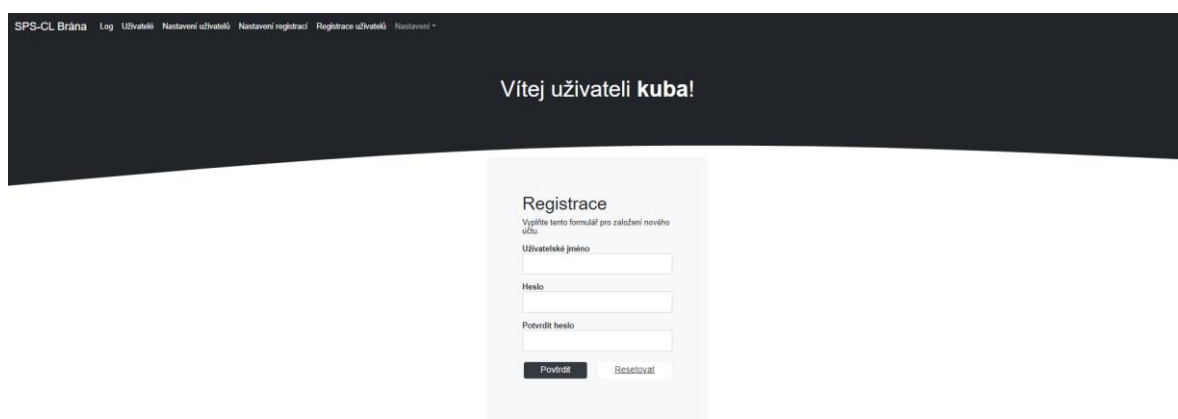 SPS-CL Brána Log Uživatelé Nastavení uživatelů Nastavení registrací Registrace uživatelů Nastavení
Vítej uživateli kuba!
Registrace
Vyplňte tento formulář pro založení nového
účtu.
Uživatelské jméno
Heslo
Potvrdit heslo
Povtrdit Resetovat